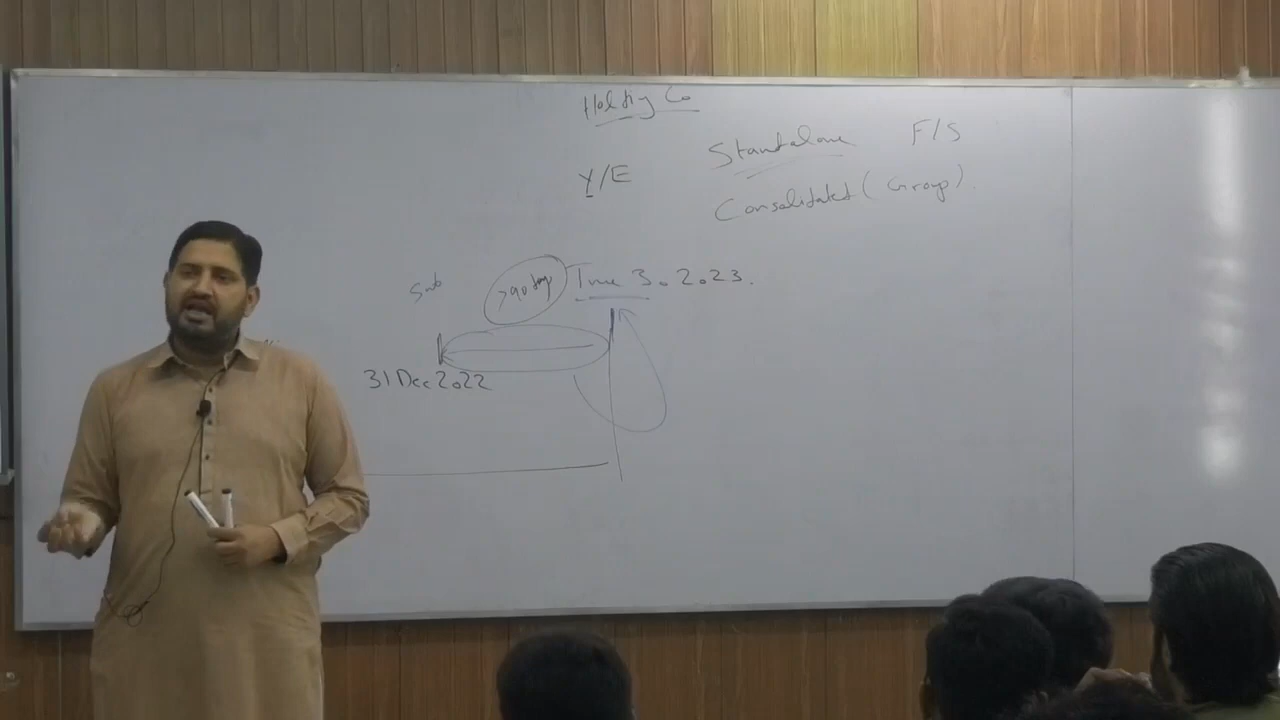 Holding Co
Standalone F/S
Y/E
Consolidated (Group).
Sub
>90 days
June 30.2023.
31 Dec 2022